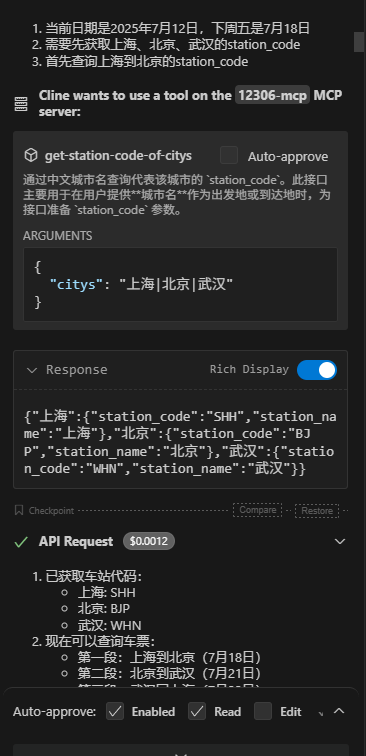 1. 当前日期是2025年7月12日，下周五是7月18日
2. 需要先获取上海、北京、武汉的station_code
3. 首先查询上海到北京的station_code
Cline wants to use a tool on the 12306-mcp MCP
server:
get-station-code-of-citys Auto-approve
通过中文城市名查询代表该城市的 `station_code`。此接口
主要用于在用户提供**城市名**作为出发地或到达地时，为
接口准备 `station_code` 参数。
ARGUMENTS
{
"citys": "上海|北京|武汉"
}
Response Rich Display
{"上海":{"station_code":"SHH","station_na
me":"上海"},"北京":{"station_code":"BJ
P","station_name":"北京"},"武汉":{"statio
n_code":"WHN","station_name":"武汉"}}
Checkpoint Compare Restore
API Request $0.0012
1. 已获取车站代码：
上海: SHH
北京: BJP
武汉: WHN
2. 现在可以查询车票：
第一段：上海到北京（7月18日）
第二段：北京到武汉（7月21日）
Auto-approve: Enabled Read Edit